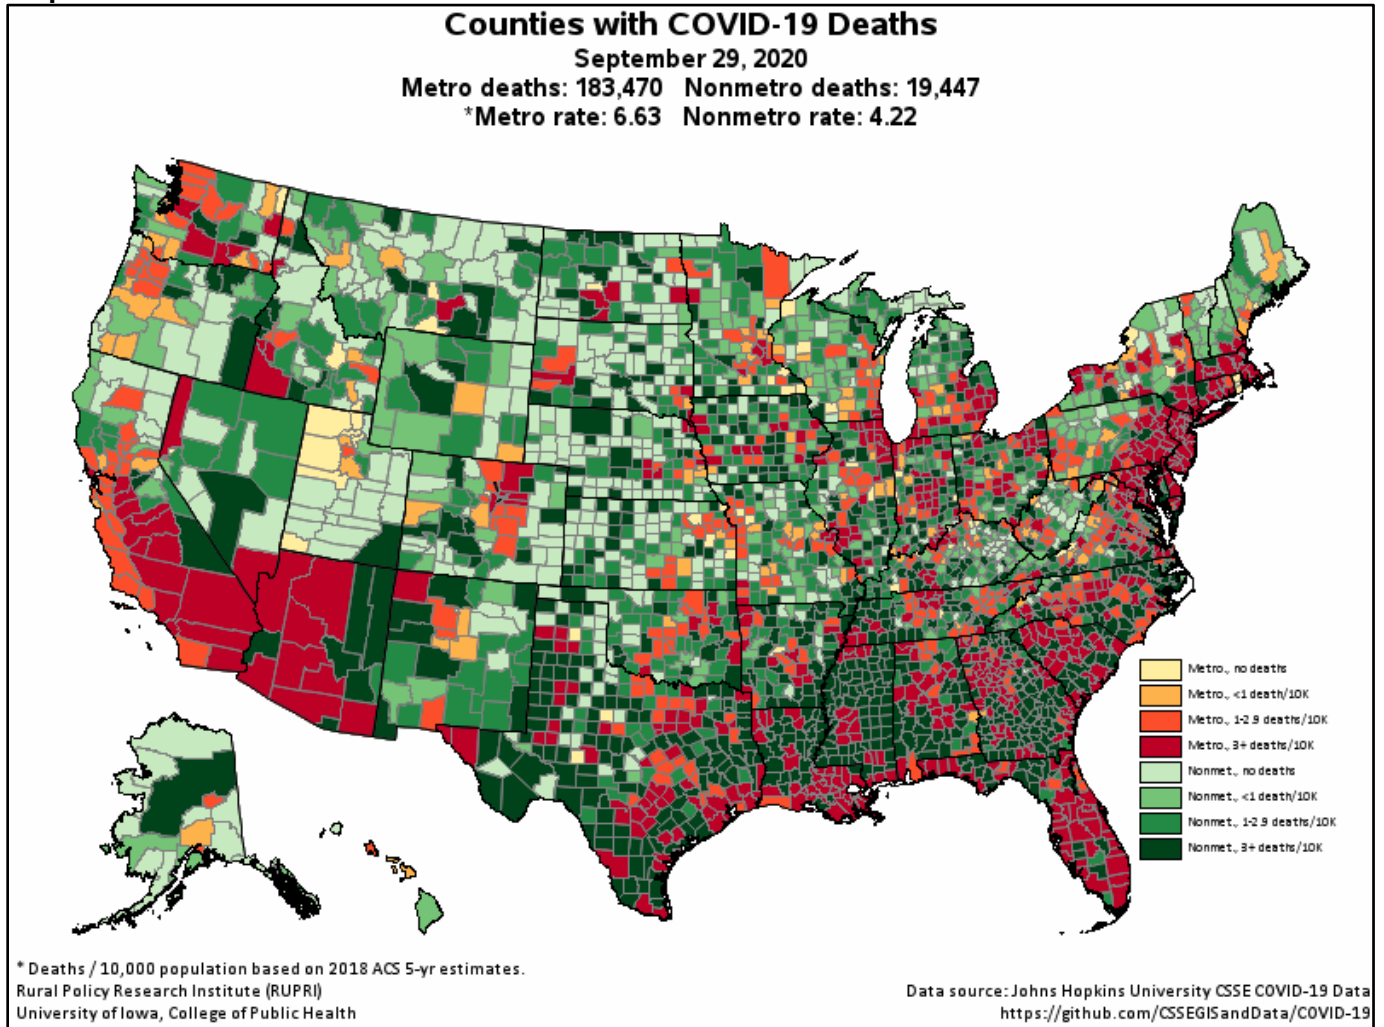 Counties with COVID-19 Deaths
September 29, 2020
Metro deaths: 183,470 Nonmetro deaths: 19,447
*Metro rate: 6.63 Nonmetro rate: 4.22
Metro., no deaths
Metro., <1 death/10K
Metro., 1-2.9 deaths/10K
Metro., 3+ deaths/10K
Nonmet., no deaths
Nonmet., <1 death/10K
Nonmet., 1-2.9 deaths/10K
Nonmet., 3+ deaths/10K
* Deaths / 10,000 population based on 2018 ACS 5-yr estimates.
Rural Policy Research Institute (RUPRI)
University of Iowa, College of Public Health
Data source: Johns Hopkins University CSSE COVID-19 Data
https://github.com/CSSEGISandData/COVID-19